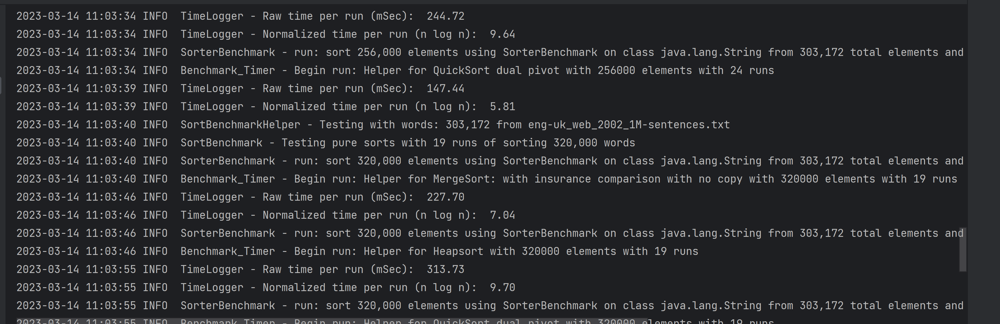 2023-03-14 11:03:34 INFO  TimeLogger - Raw time per run (mSec):  244.72
2023-03-14 11:03:34 INFO  TimeLogger - Normalized time per run (n log n):  9.64
2023-03-14 11:03:34 INFO  SorterBenchmark - run: sort 256,000 elements using SorterBenchmark on class java.lang.String from 303,172 total elements and
2023-03-14 11:03:34 INFO  Benchmark_Timer - Begin run: Helper for QuickSort dual pivot with 256000 elements with 24 runs
2023-03-14 11:03:39 INFO  TimeLogger - Raw time per run (mSec):  147.44
2023-03-14 11:03:39 INFO  TimeLogger - Normalized time per run (n log n):  5.81
2023-03-14 11:03:40 INFO  SortBenchmarkHelper - Testing with words: 303,172 from eng-uk_web_2002_1M-sentences.txt
2023-03-14 11:03:40 INFO  SortBenchmark - Testing pure sorts with 19 runs of sorting 320,000 words
2023-03-14 11:03:40 INFO  SorterBenchmark - run: sort 320,000 elements using SorterBenchmark on class java.lang.String from 303,172 total elements and
2023-03-14 11:03:40 INFO  Benchmark_Timer - Begin run: Helper for MergeSort: with insurance comparison with no copy with 320000 elements with 19 runs
2023-03-14 11:03:46 INFO  TimeLogger - Raw time per run (mSec):  227.70
2023-03-14 11:03:46 INFO  TimeLogger - Normalized time per run (n log n):  7.04
2023-03-14 11:03:46 INFO  SorterBenchmark - run: sort 320,000 elements using SorterBenchmark on class java.lang.String from 303,172 total elements and
2023-03-14 11:03:46 INFO  Benchmark_Timer - Begin run: Helper for Heapsort with 320000 elements with 19 runs
2023-03-14 11:03:55 INFO  TimeLogger - Raw time per run (mSec):  313.73
2023-03-14 11:03:55 INFO  TimeLogger - Normalized time per run (n log n):  9.70
2023-03-14 11:03:55 INFO  SorterBenchmark - run: sort 320,000 elements using SorterBenchmark on class java.lang.String from 303,172 total elements and
2023-03-14 11:03:55 INFO  Benchmark_Timer - Begin run: Helper for QuickSort dual pivot with 320000 elements with 19 runs